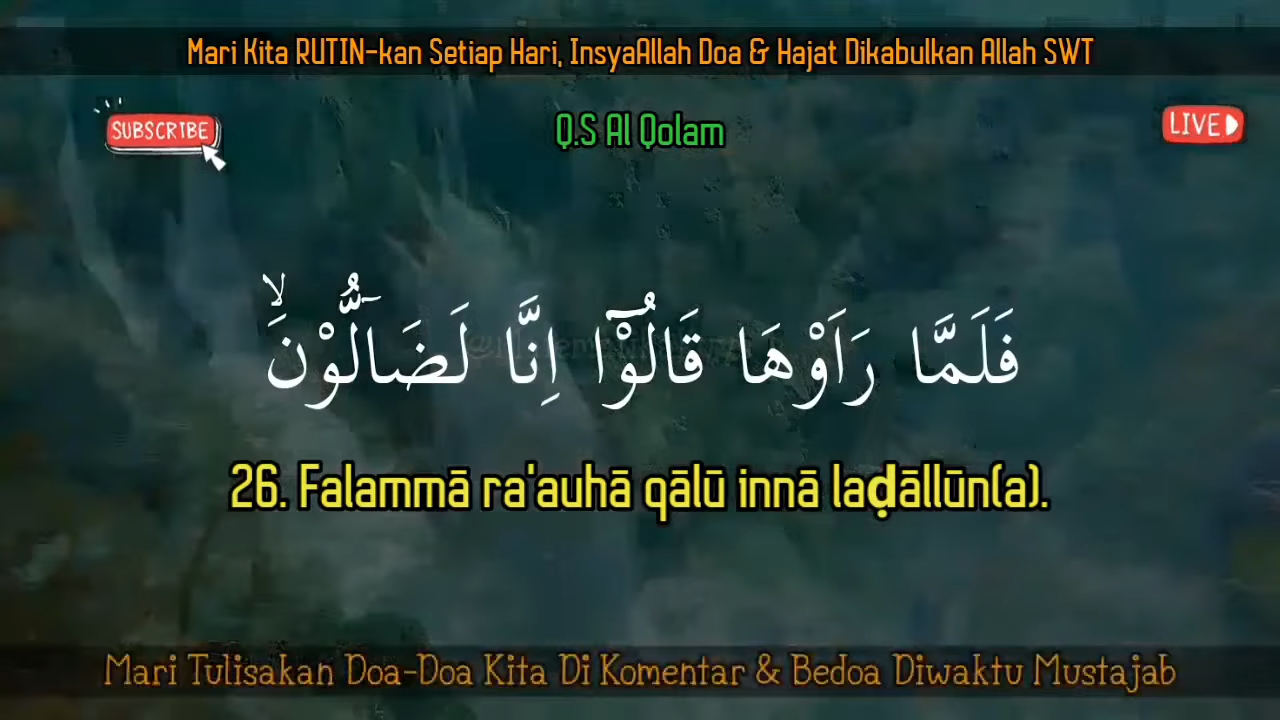 Mari Kita RUTIN-kan Setiap Hari, InsyaAllah Doa & Hajat Dikabulkan Allah SWT
SUBSCRIBE
Q.S Al Qolam
LIVE
فَلَمَّا رَاَوْهَا قَالُوْٓا اِنَّا لَضَاۤلُّوْنَۙ
26. Falammā ra'auhā qālū innā laḍāllūn(a).
Mari Tulisakan Doa-Doa Kita Di Komentar & Bedoa Diwaktu Mustajab